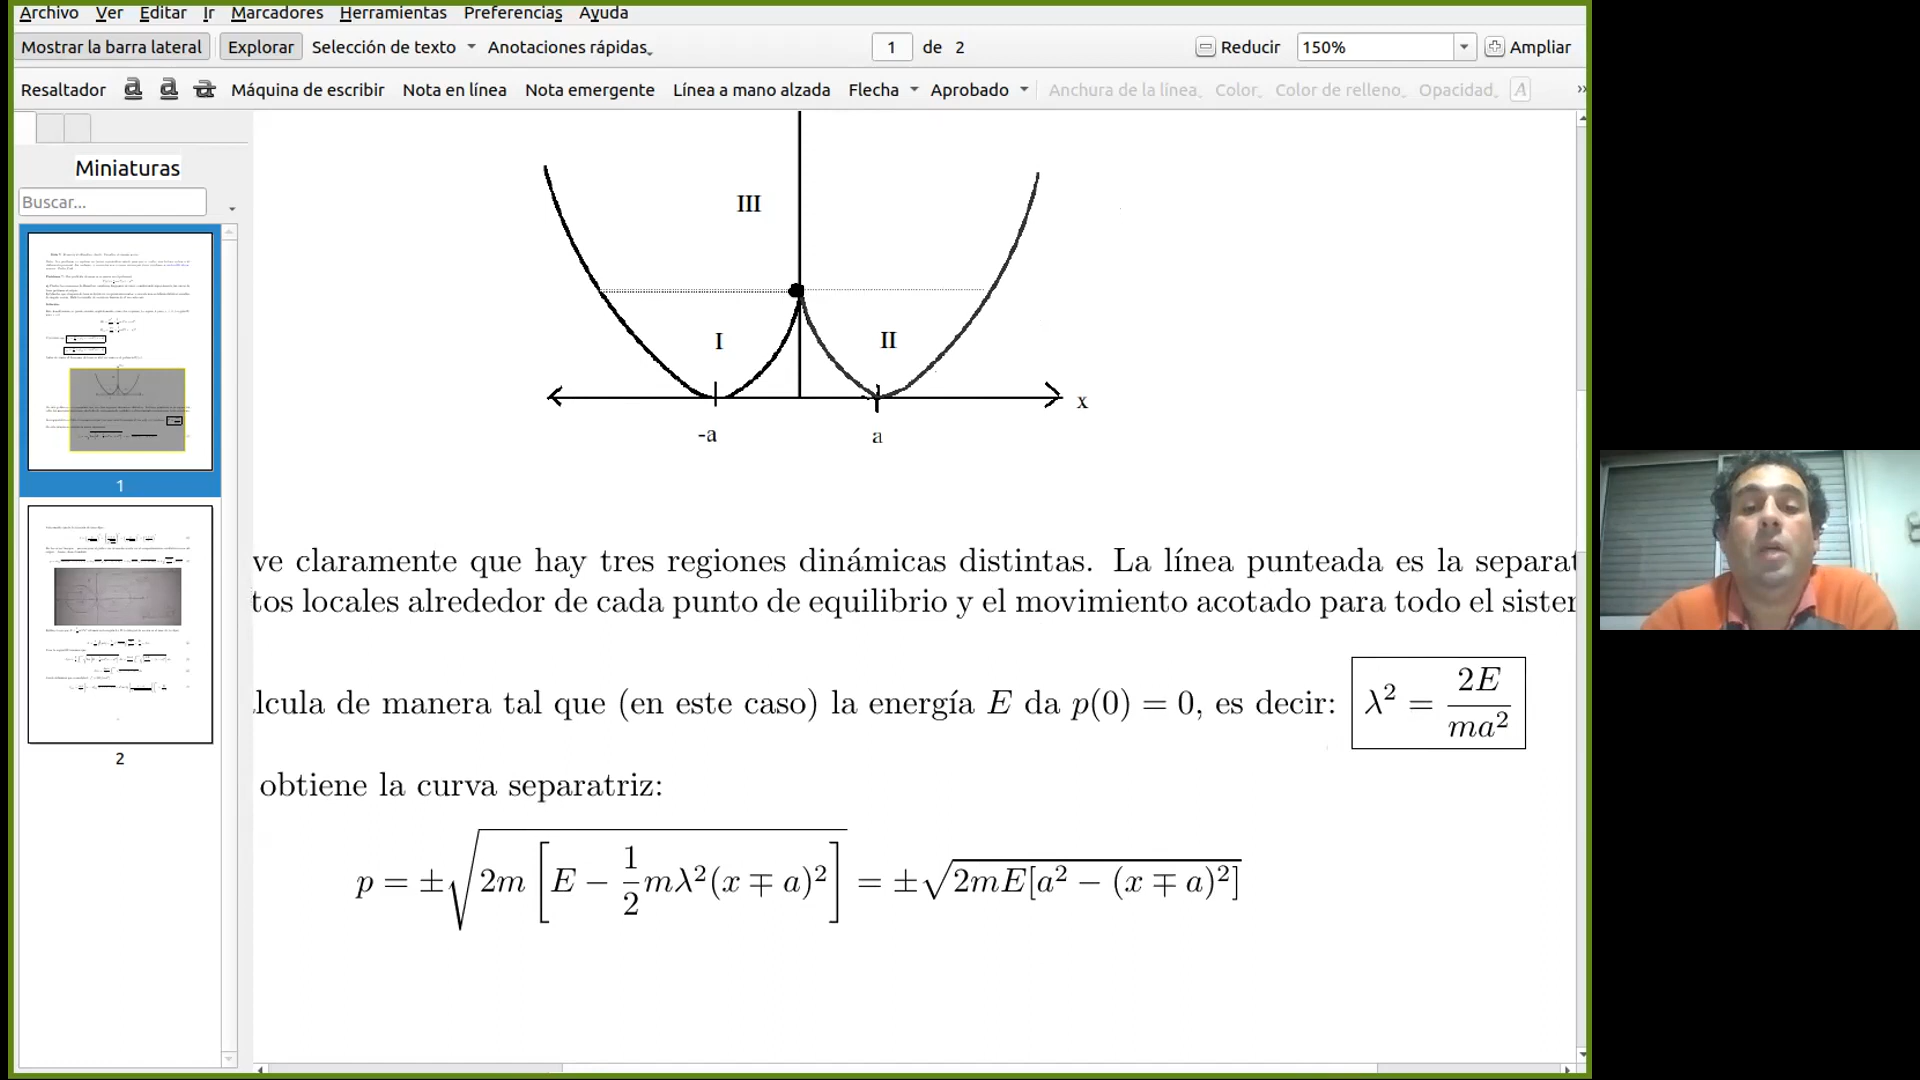 Archivo Ver Editar Ir Marcadores Herramientas Preferencias Ayuda
Mostrar la barra lateral Explorar Selección de texto Anotaciones rápidas 1 de 2 Reducir 150% Ampliar
Resaltador a a a Máquina de escribir Nota en línea Nota emergente Línea a mano alzada Flecha Aprobado Anchura de la línea Color Color de relleno Opacidad A »
Miniaturas
Buscar...
1
2
III
I
II
x
-a
a
ve claramente que hay tres regiones dinámicas distintas. La línea punteada es la separat
tos locales alrededor de cada punto de equilibrio y el movimiento acotado para todo el sister
lcula de manera tal que (en este caso) la energía E da p(0) = 0, es decir: λ² = 2E/ma²
obtiene la curva separatriz:
p = ±√(2m [E − 1/2 mλ²(x ∓ a)²]) = ±√(2mE[a² − (x ∓ a)²])